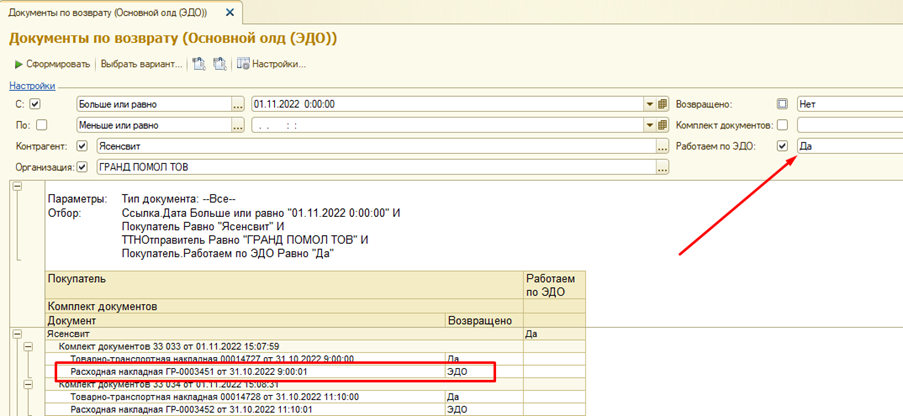 Документы по возврату (Основной олд (ЭДО)) X
Документы по возврату (Основной олд (ЭДО))
Сформировать Выбрать вариант... Настройки...
Настройки
С: Больше или равно ... 01.11.2022 0:00:00 Возвращено: Нет
По: Меньше или равно ... . . : : Комплект документов:
Контрагент: Ясенсвит ... Работаем по ЭДО: Да
Организация: ГРАНД ПОМОЛ ТОВ ...
Параметры: Тип документа: --Все--
Отбор: Ссылка.Дата Больше или равно "01.11.2022 0:00:00" И
Покупатель Равно "Ясенсвит" И
ТТНОтправитель Равно "ГРАНД ПОМОЛ ТОВ" И
Покупатель.Работаем по ЭДО Равно "Да"
Покупатель Работаем
по ЭДО
Комплект документов
Документ Возвращено
Ясенсвит Да
Комлект документов 33 033 от 01.11.2022 15:07:59
Товарно-транспортная накладная 00014727 от 31.10.2022 9:00:00 Да
Расходная накладная ГР-0003451 от 31.10.2022 9:00:01 ЭДО
Комлект документов 33 034 от 01.11.2022 15:08:31
Товарно-транспортная накладная 00014728 от 31.10.2022 11:10:00 Да
Расходная накладная ГР-0003452 от 31.10.2022 11:10:01 ЭДО